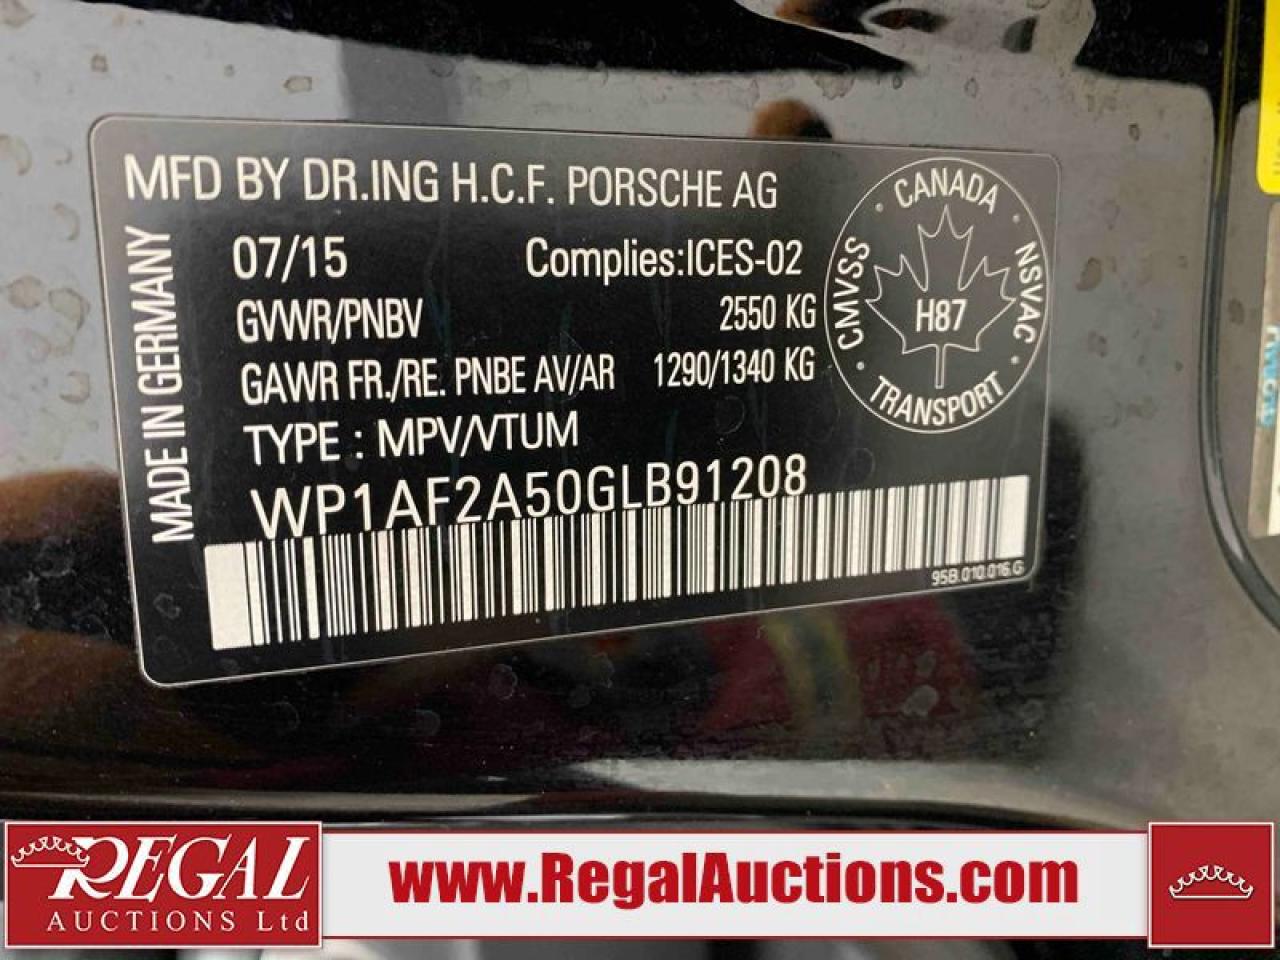 MFD BY DR.ING H.C.F. PORSCHE AG
MADE IN GERMANY
07/15 Complies:ICES-02
GVWR/PNBV 2550 KG
GAWR FR./RE. PNBE AV/AR 1290/1340 KG
TYPE : MPV/VTUM
WP1AF2A50GLB91208
95B.010.016.G
CANADA
CMVSS
NSVAC
H87
TRANSPORT
REGAL
AUCTIONS Ltd
www.RegalAuctions.com